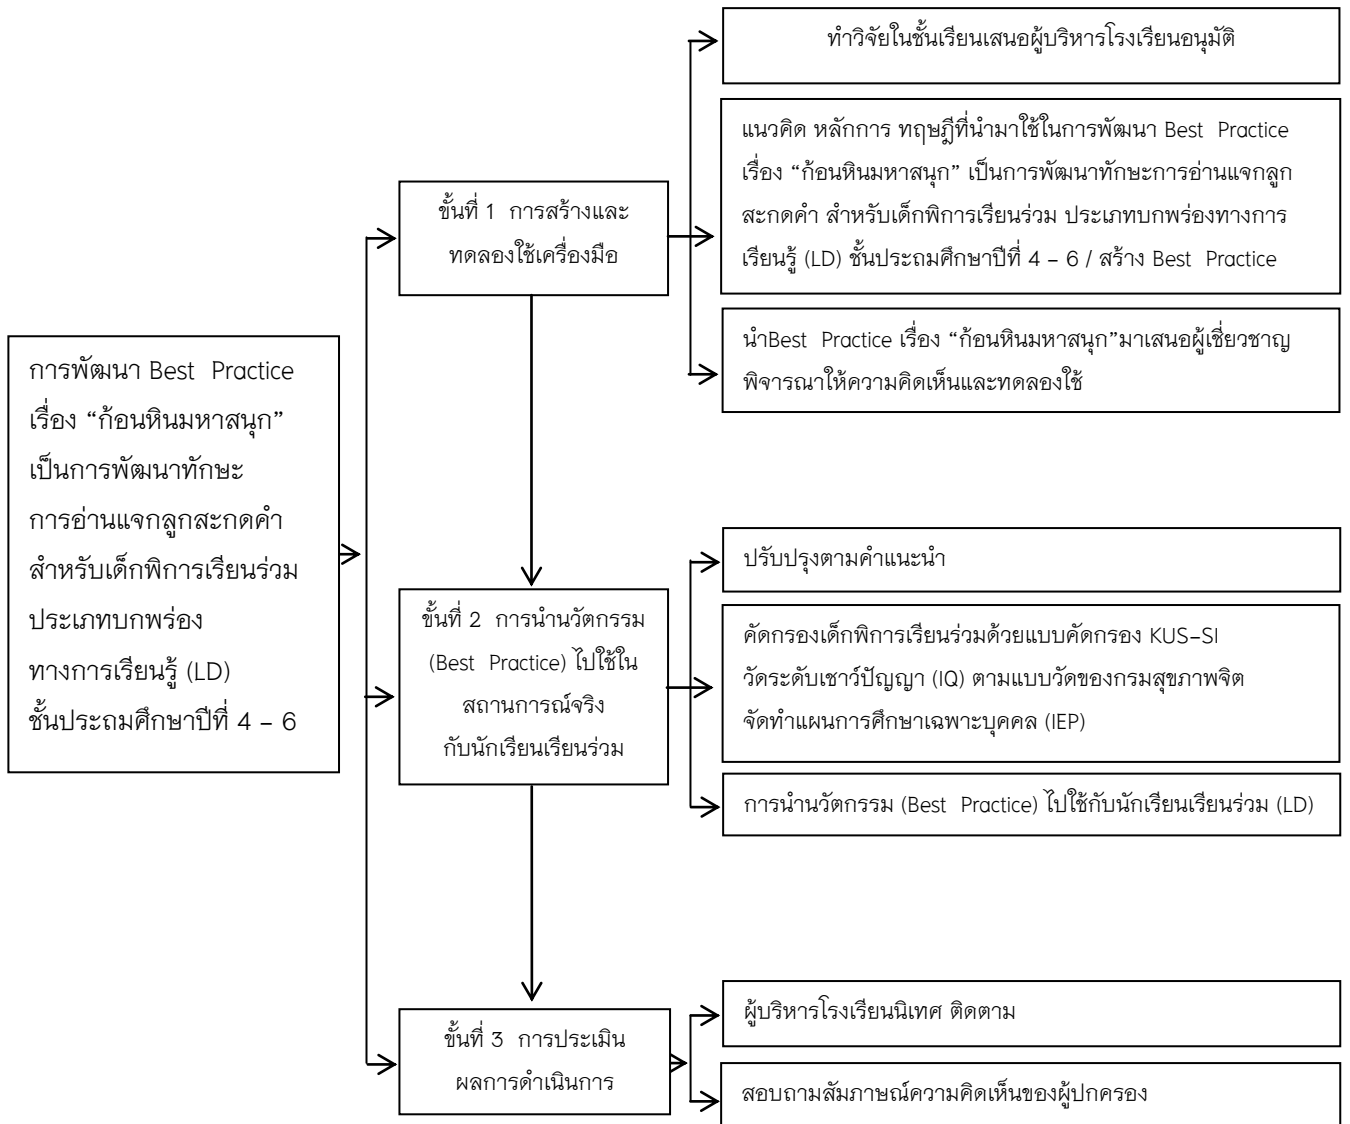 การพัฒนา Best Practice
เรื่อง “ก้อนหินมหาสนุก”
เป็นการพัฒนาทักษะ
การอ่านแจกลูกสะกดคำ
สำหรับเด็กพิการเรียนร่วม
ประเภทบกพร่อง
ทางการเรียนรู้ (LD)
ชั้นประถมศึกษาปีที่ 4 – 6
ขั้นที่ 1 การสร้างและ
ทดลองใช้เครื่องมือ
ทำวิจัยในชั้นเรียนเสนอผู้บริหารโรงเรียนอนุมัติ
แนวคิด หลักการ ทฤษฎีที่นำมาใช้ในการพัฒนา Best Practice
เรื่อง “ก้อนหินมหาสนุก” เป็นการพัฒนาทักษะการอ่านแจกลูก
สะกดคำ สำหรับเด็กพิการเรียนร่วม ประเภทบกพร่องทางการ
เรียนรู้ (LD) ชั้นประถมศึกษาปีที่ 4 – 6 / สร้าง Best Practice
นำBest Practice เรื่อง “ก้อนหินมหาสนุก”มาเสนอผู้เชี่ยวชาญ
พิจารณาให้ความคิดเห็นและทดลองใช้
ขั้นที่ 2 การนำนวัตกรรม
(Best Practice) ไปใช้ใน
สถานการณ์จริง
กับนักเรียนเรียนร่วม
ปรับปรุงตามคำแนะนำ
คัดกรองเด็กพิการเรียนร่วมด้วยแบบคัดกรอง KUS–SI
วัดระดับเชาว์ปัญญา (IQ) ตามแบบวัดของกรมสุขภาพจิต
จัดทำแผนการศึกษาเฉพาะบุคคล (IEP)
การนำนวัตกรรม (Best Practice) ไปใช้กับนักเรียนเรียนร่วม (LD)
ขั้นที่ 3 การประเมิน
ผลการดำเนินการ
ผู้บริหารโรงเรียนนิเทศ ติดตาม
สอบถามสัมภาษณ์ความคิดเห็นของผู้ปกครอง